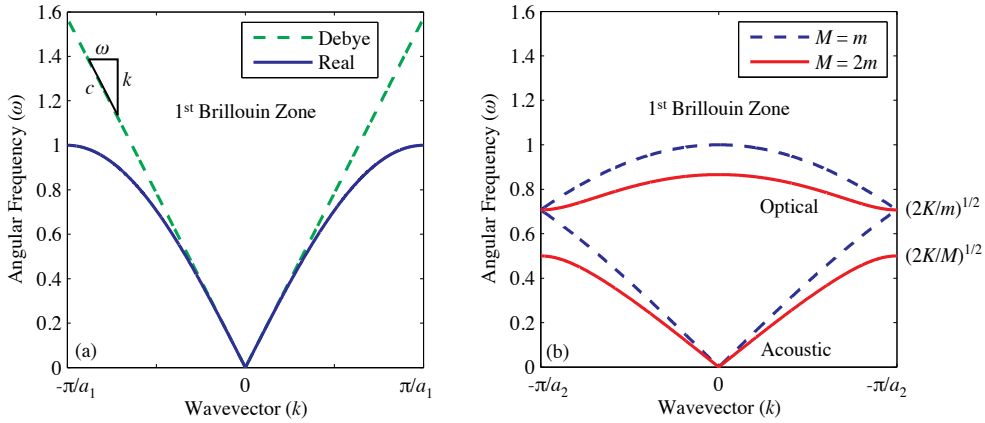 1.6
1.4
1.2
1
0.8
0.6
0.4
0.2
0
Angular Frequency (ω)
ω
c
k
Debye
Real
1st Brillouin Zone
(a)
-π/a1
0
π/a1
Wavevector (k)
1.6
1.4
1.2
1
0.8
0.6
0.4
0.2
0
Angular Frequency (ω)
M = m
M = 2m
1st Brillouin Zone
Optical
(2K/m)1/2
(2K/M)1/2
Acoustic
(b)
-π/a2
0
-π/a2
Wavevector (k)